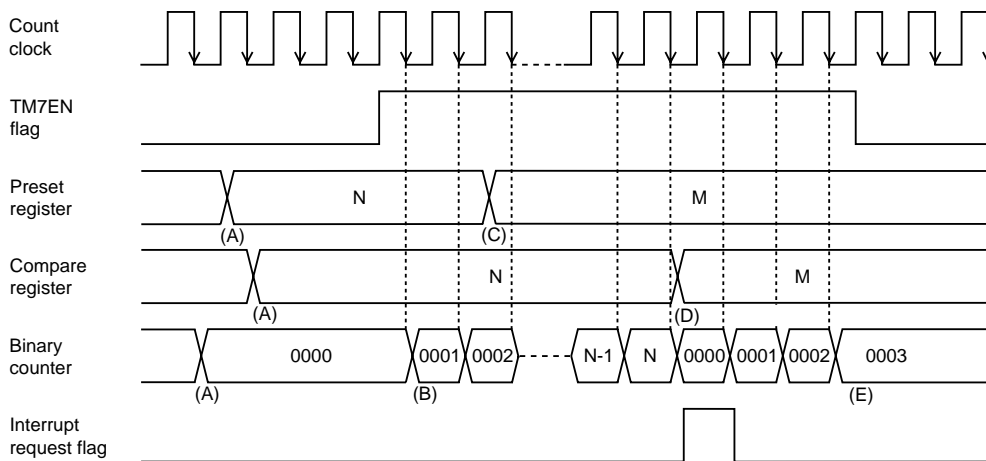 Count
clock
TM7EN
flag
Preset
register
N
M
(A)
(C)
Compare
register
N
M
(A)
(D)
Binary
counter
0000
0001
0002
N-1
N
0000
0001
0002
0003
(A)
(B)
(E)
Interrupt
request flag